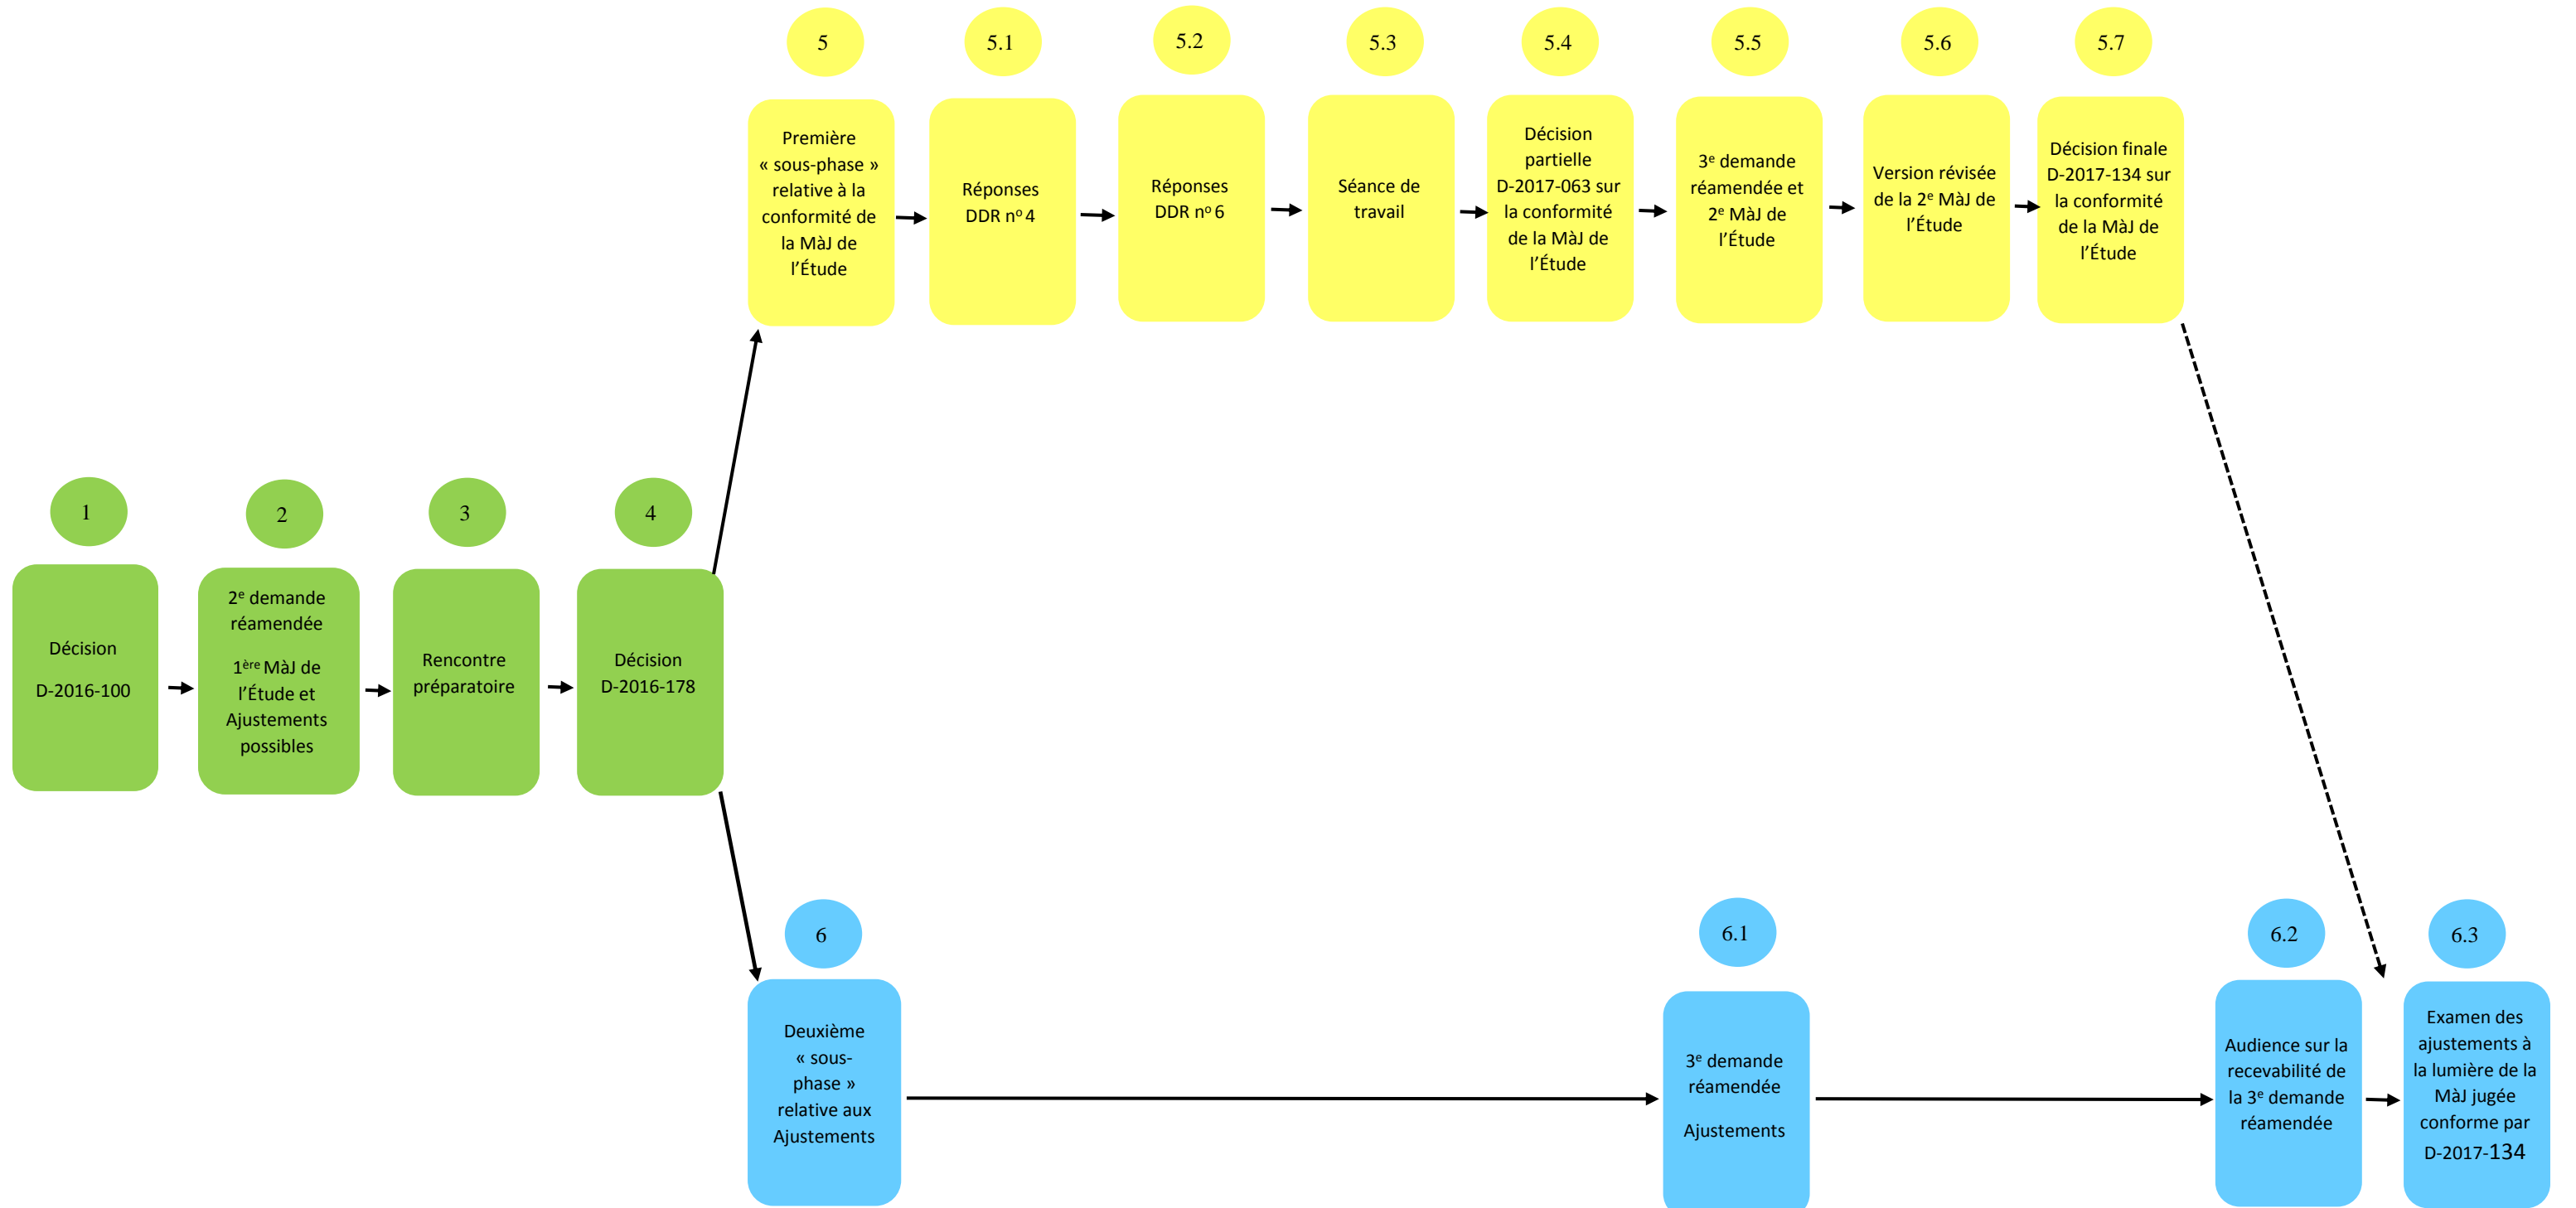 5
Première
« sous-phase »
relative à la
conformité de
la MàJ de
l’Étude
5.1
Réponses
DDR nº 4
5.2
Réponses
DDR nº 6
5.3
Séance de
travail
5.4
Décision
partielle
D-2017-063 sur
la conformité
de la MàJ de
l’Étude
5.5
3ᵉ demande
réamendée et
2ᵉ MàJ de
l’Étude
5.6
Version révisée
de la 2ᵉ MàJ de
l’Étude
5.7
Décision finale
D-2017-134 sur
la conformité
de la MàJ de
l’Étude
1
Décision
D-2016-100
2
2ᵉ demande
réamendée
1ère MàJ de
l’Étude et
Ajustements
possibles
3
Rencontre
préparatoire
4
Décision
D-2016-178
6
Deuxième
« sous-
phase »
relative aux
Ajustements
6.1
3ᵉ demande
réamendée
Ajustements
6.2
Audience sur la
recevabilité de
la 3ᵉ demande
réamendée
6.3
Examen des
ajustements à
la lumière de la
MàJ jugée
conforme par
D-2017-134